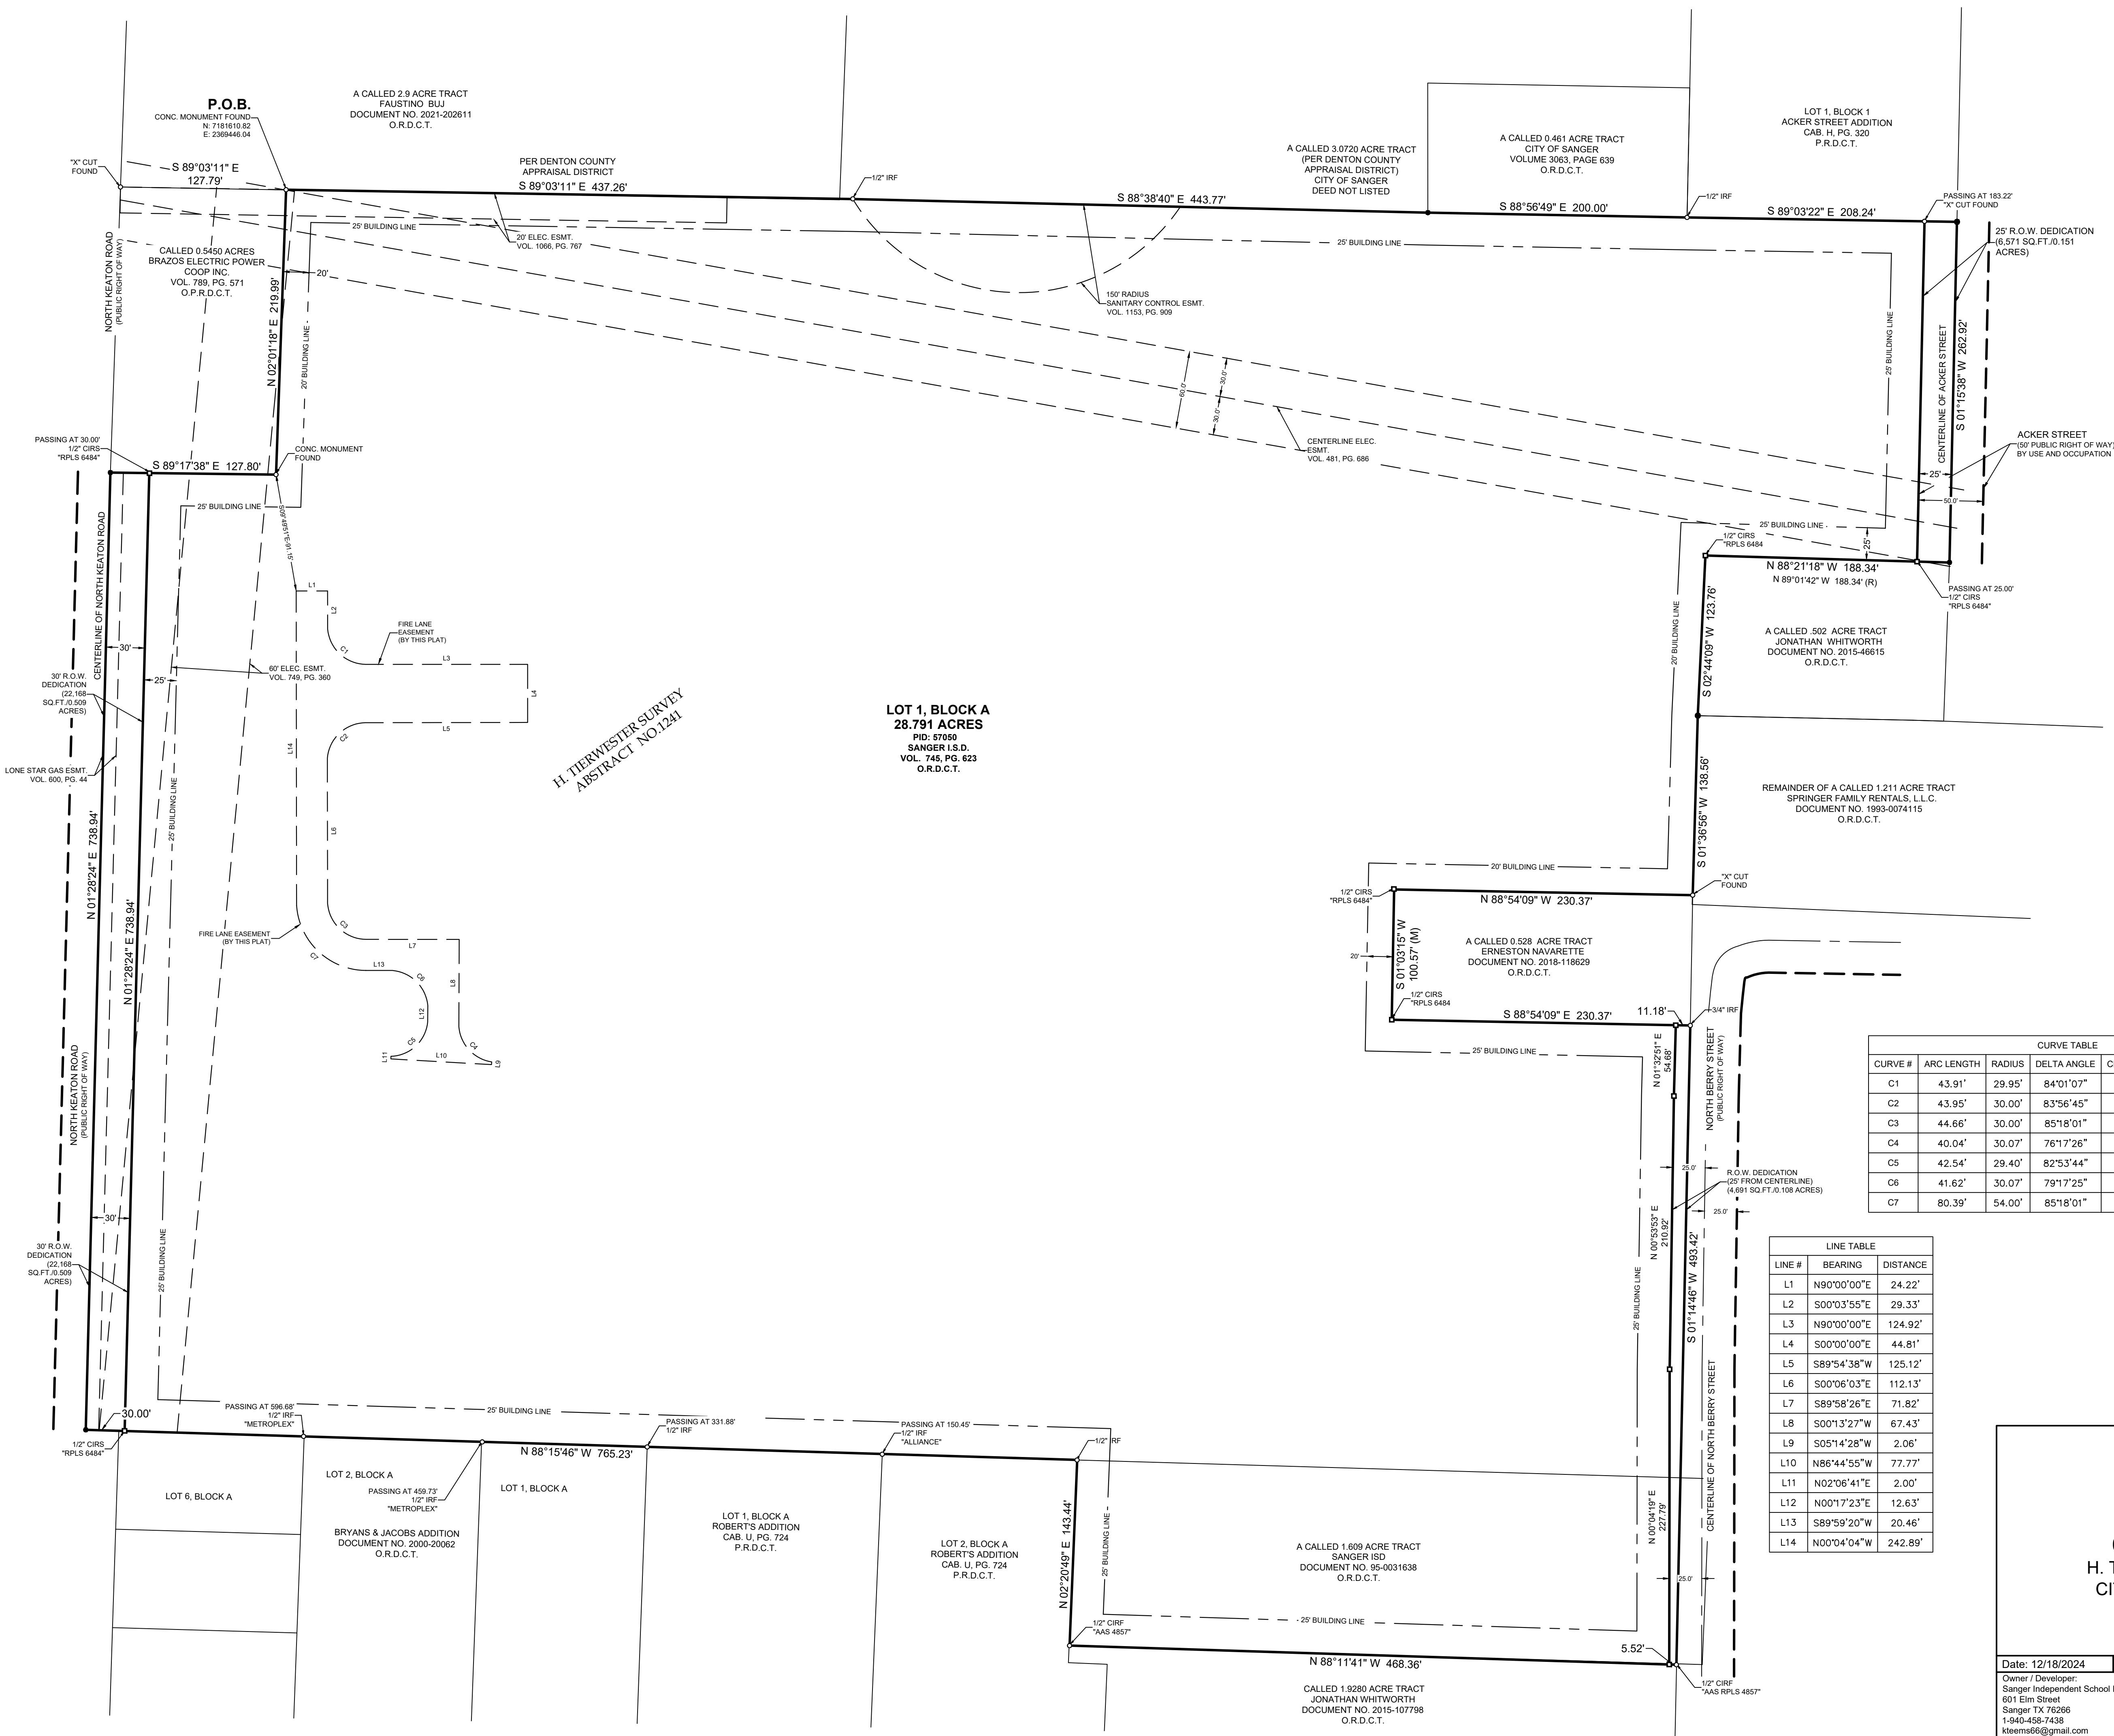 P.O.B.
CONC. MONUMENT FOUND
N: 7181610.82
E: 2369446.04
A CALLED 2.9 ACRE TRACT
FAUSTINO BUJ
DOCUMENT NO. 2021-202611
O.R.D.C.T.
"X" CUT
FOUND
S 89°03'11" E
127.79'
PER DENTON COUNTY
APPRAISAL DISTRICT
S 89°03'11" E 437.26'
1/2" IRF
S 88°38'40" E 443.77'
A CALLED 3.0720 ACRE TRACT
(PER DENTON COUNTY
APPRAISAL DISTRICT)
CITY OF SANGER
DEED NOT LISTED
A CALLED 0.461 ACRE TRACT
CITY OF SANGER
VOLUME 3063, PAGE 639
O.R.D.C.T.
S 88°56'49" E 200.00'
1/2" IRF
LOT 1, BLOCK 1
ACKER STREET ADDITION
CAB. H, PG. 320
P.R.D.C.T.
S 89°03'22" E 208.24'
PASSING AT 183.22'
"X" CUT FOUND
25' R.O.W. DEDICATION
(6,571 SQ.FT./0.151
ACRES)
NORTH KEATON ROAD
(PUBLIC RIGHT OF WAY)
CALLED 0.5450 ACRES
BRAZOS ELECTRIC POWER
COOP INC.
VOL. 789, PG. 571
O.P.R.D.C.T.
N 02°01'18" E 219.99'
20'
20' BUILDING LINE
25' BUILDING LINE
20' ELEC. ESMT.
VOL. 1066, PG. 767
25' BUILDING LINE
150' RADIUS
SANITARY CONTROL ESMT.
VOL. 1153, PG. 909
60.0'
30.0'
30.0'
CENTERLINE ELEC.
ESMT.
VOL. 481, PG. 686
25' BUILDING LINE
CENTERLINE OF ACKER STREET
S 01°15'38" W 262.92'
ACKER STREET
(50' PUBLIC RIGHT OF WAY)
BY USE AND OCCUPATION
25'
50.0'
25' BUILDING LINE
25'
1/2" CIRS
"RPLS 6484
N 88°21'18" W 188.34'
N 89°01'42" W 188.34' (R)
PASSING AT 25.00'
1/2" CIRS
"RPLS 6484"
PASSING AT 30.00'
1/2" CIRS
"RPLS 6484"
S 89°17'38" E 127.80'
CONC. MONUMENT
FOUND
25' BUILDING LINE
S09°49'51"E-91.15'
L1
L2
C1
FIRE LANE
EASEMENT
(BY THIS PLAT)
L3
L4
L5
C2
L14
L6
CENTERLINE OF NORTH KEATON ROAD
30'
25'
60' ELEC. ESMT.
VOL. 749, PG. 360
30' R.O.W.
DEDICATION
(22,168
SQ.FT./0.509
ACRES)
LONE STAR GAS ESMT.
VOL. 600, PG. 44
25' BUILDING LINE
N 01°28'24" E 738.94'
N 01°28'24" E 738.94'
H. TIERWESTER SURVEY
ABSTRACT NO.1241
LOT 1, BLOCK A
28.791 ACRES
PID: 57050
SANGER I.S.D.
VOL. 745, PG. 623
O.R.D.C.T.
20' BUILDING LINE
S 02°44'09" W 123.76'
A CALLED .502 ACRE TRACT
JONATHAN WHITWORTH
DOCUMENT NO. 2015-46615
O.R.D.C.T.
S 01°36'56" W 138.56'
REMAINDER OF A CALLED 1.211 ACRE TRACT
SPRINGER FAMILY RENTALS, L.L.C.
DOCUMENT NO. 1993-0074115
O.R.D.C.T.
20' BUILDING LINE
1/2" CIRS
"RPLS 6484"
N 88°54'09" W 230.37'
"X" CUT
FOUND
S 01°03'15" W
100.57' (M)
20'
A CALLED 0.528 ACRE TRACT
ERNESTON NAVARETTE
DOCUMENT NO. 2018-118629
O.R.D.C.T.
1/2" CIRS
"RPLS 6484
S 88°54'09" E 230.37'
11.18'
3/4" IRF
25' BUILDING LINE
N 01°32'51" E
54.68'
NORTH BERRY STREET
(PUBLIC RIGHT OF WAY)
FIRE LANE EASEMENT
(BY THIS PLAT)
C3
L7
C7
L13
C6
L8
L12
C5
C4
L11
L10
L9
NORTH KEATON ROAD
(PUBLIC RIGHT OF WAY)
30'
30' R.O.W.
DEDICATION
(22,168
SQ.FT./0.509
ACRES)
25' BUILDING LINE
25.0'
R.O.W. DEDICATION
(25' FROM CENTERLINE)
(4,691 SQ.FT./0.108 ACRES)
25.0'
N 00°53'53" E
210.92'
S 01°14'46" W 493.42'
25' BUILDING LINE
CENTERLINE OF NORTH BERRY STREET
CURVE TABLE
CURVE # ARC LENGTH RADIUS DELTA ANGLE C
C1 43.91' 29.95' 84°01'07"
C2 43.95' 30.00' 83°56'45"
C3 44.66' 30.00' 85°18'01"
C4 40.04' 30.07' 76°17'26"
C5 42.54' 29.40' 82°53'44"
C6 41.62' 30.07' 79°17'25"
C7 80.39' 54.00' 85°18'01"
LINE TABLE
LINE # BEARING DISTANCE
L1 N90°00'00"E 24.22'
L2 S00°03'55"E 29.33'
L3 N90°00'00"E 124.92'
L4 S00°00'00"E 44.81'
L5 S89°54'38"W 125.12'
L6 S00°06'03"E 112.13'
L7 S89°58'26"E 71.82'
L8 S00°13'27"W 67.43'
L9 S05°14'28"W 2.06'
L10 N86°44'55"W 77.77'
L11 N02°06'41"E 2.00'
L12 N00°17'23"E 12.63'
L13 S89°59'20"W 20.46'
L14 N00°04'04"W 242.89'
30.00'
1/2" CIRS
"RPLS 6484"
PASSING AT 596.68'
1/2" IRF
"METROPLEX"
25' BUILDING LINE
PASSING AT 331.88'
1/2" IRF
PASSING AT 150.45'
1/2" IRF
"ALLIANCE"
1/2" IRF
N 88°15'46" W 765.23'
LOT 6, BLOCK A
LOT 2, BLOCK A
PASSING AT 459.73'
1/2" IRF
"METROPLEX"
LOT 1, BLOCK A
BRYANS & JACOBS ADDITION
DOCUMENT NO. 2000-20062
O.R.D.C.T.
LOT 1, BLOCK A
ROBERT'S ADDITION
CAB. U, PG. 724
P.R.D.C.T.
LOT 2, BLOCK A
ROBERT'S ADDITION
CAB. U, PG. 724
P.R.D.C.T.
N 02°20'49" E 143.44'
25' BUILDING LINE
A CALLED 1.609 ACRE TRACT
SANGER ISD
DOCUMENT NO. 95-0031638
O.R.D.C.T.
N 00°04'19" E
227.79'
25.0'
1/2" CIRF
"AAS 4857"
25' BUILDING LINE
5.52'
N 88°11'41" W 468.36'
1/2" CIRF
"AAS RPLS 4857"
CALLED 1.9280 ACRE TRACT
JONATHAN WHITWORTH
DOCUMENT NO. 2015-107798
O.R.D.C.T.
H. T
CI
Date: 12/18/2024
Owner / Developer:
Sanger Independent School
601 Elm Street
Sanger TX 76266
1-940-458-7438
kteems66@gmail.com